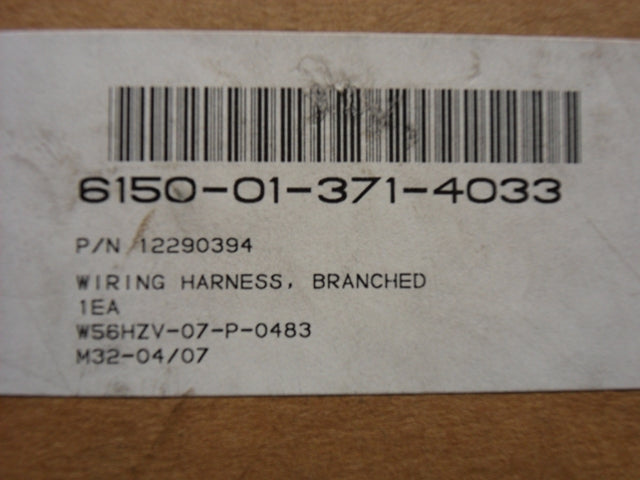 6150-01-371-4033
P/N 12290394
WIRING HARNESS, BRANCHED
1EA
W56HZV-07-P-0483
M32-04/07